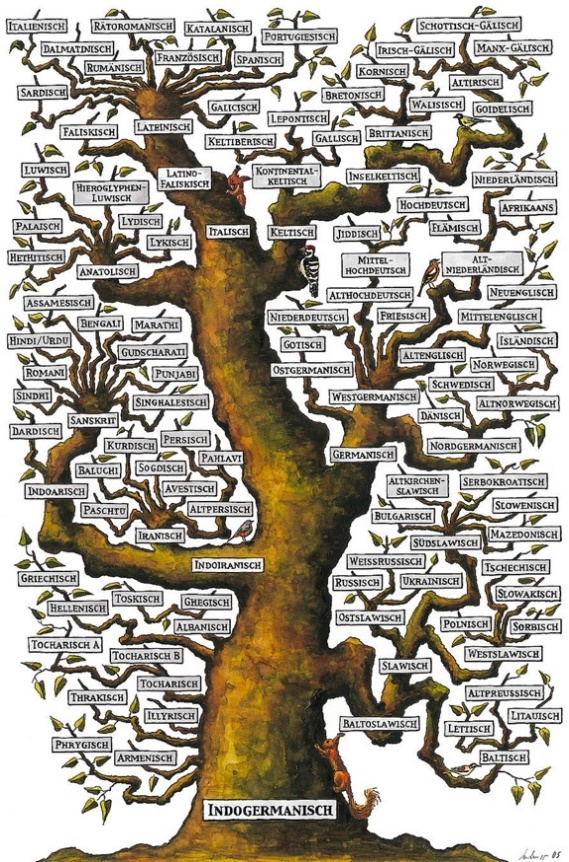 ITALIENISCH
RÄTOROMANISCH
KATALANISCH
PORTUGIESISCH
DALMATINISCH
FRANZÖSISCH
SPANISCH
RUMÄNISCH
SARDISCH
GALICISCH
FALISKISCH
LATEINISCH
SCHOTTISCH-GÄLISCH
IRISCH-GÄLISCH
MANX-GÄLISCH
KORNISCH
ALTIRISCH
BRETONISCH
WALISISCH
GOIDELISCH
LEPONTISCH
KELTIBERISCH
GALLISCH
BRITTANISCH
LUWISCH
HIEROGLYPHEN-
LUWISCH
LATINO-
FALISKISCH
KONTINENTAL-
KELTISCH
INSELKELTISCH
NIEDERLÄNDISCH
PALAISCH
LYDISCH
LYKISCH
HETHITISCH
ANATOLISCH
ITALISCH
KELTISCH
JIDDISCH
HOCHDEUTSCH
AFRIKAANS
FLÄMISCH
MITTEL-
HOCHDEUTSCH
ALT-
NIEDERLÄNDISCH
ALTHOCHDEUTSCH
NEUENGLISCH
ASSAMESISCH
BENGALI
MARATHI
NIEDERDEUTSCH
FRIESISCH
MITTELENGLISCH
HINDI/URDU
GUDSCHARATI
GOTISCH
ALTENGLISCH
ISLÄNDISCH
ROMANI
PUNJABI
OSTGERMANISCH
NORWEGISCH
SINDHI
SINGHALESISCH
WESTGERMANISCH
SCHWEDISCH
ALTNORWEGISCH
DARDISCH
SANSKRIT
DÄNISCH
KURDISCH
PERSISCH
PAHLAVI
GERMANISCH
NORDGERMANISCH
BALUCHI
SOGDISCH
INDOARISCH
AVESTISCH
PASCHTU
ALTPERSISCH
IRANISCH
ALTKIRCHEN-
SLAWISCH
SERBOKROATISCH
SLOWENISCH
BULGARISCH
MAZEDONISCH
SÜDSLAWISCH
INDOIRANISCH
WEISSRUSSISCH
TSCHECHISCH
GRIECHISCH
RUSSISCH
UKRAINISCH
SLOWAKISCH
HELLENISCH
TOSKISCH
GHEGISCH
OSTSLAWISCH
POLNISCH
SORBISCH
ALBANISCH
TOCHARISCH A
TOCHARISCH B
WESTSLAWISCH
SLAWISCH
TOCHARISCH
THRAKISCH
ALTPREUSSISCH
ILLYRISCH
BALTOSLAWISCH
LETTISCH
LITAUISCH
PHRYGISCH
ARMENISCH
BALTISCH
INDOGERMANISCH
05